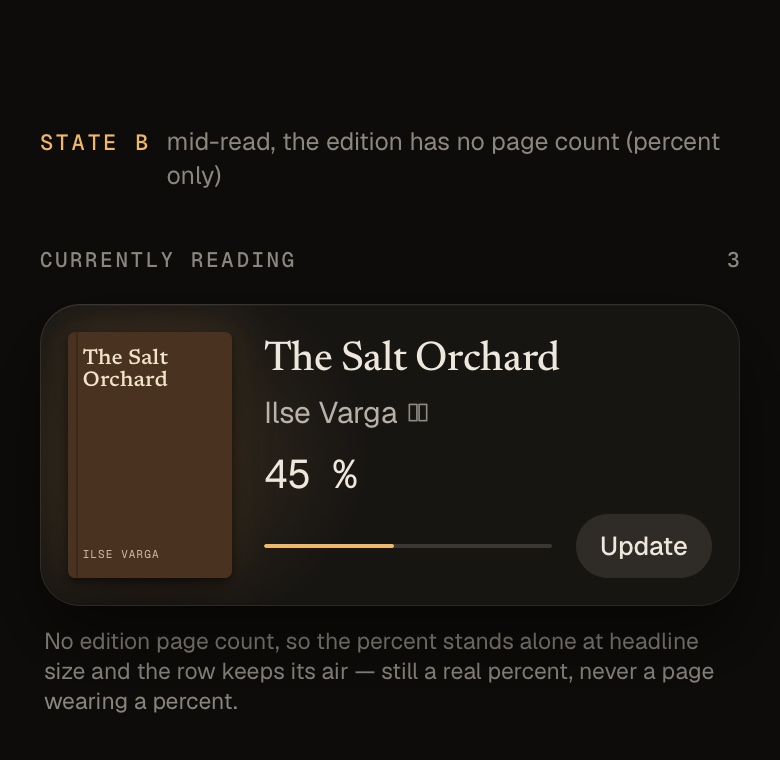 STATE B mid-read, the edition has no page count (percent
only)
CURRENTLY READING 3
The Salt
Orchard
ILSE VARGA
The Salt Orchard
Ilse Varga
45 %
Update
No edition page count, so the percent stands alone at headline
size and the row keeps its air — still a real percent, never a page
wearing a percent.